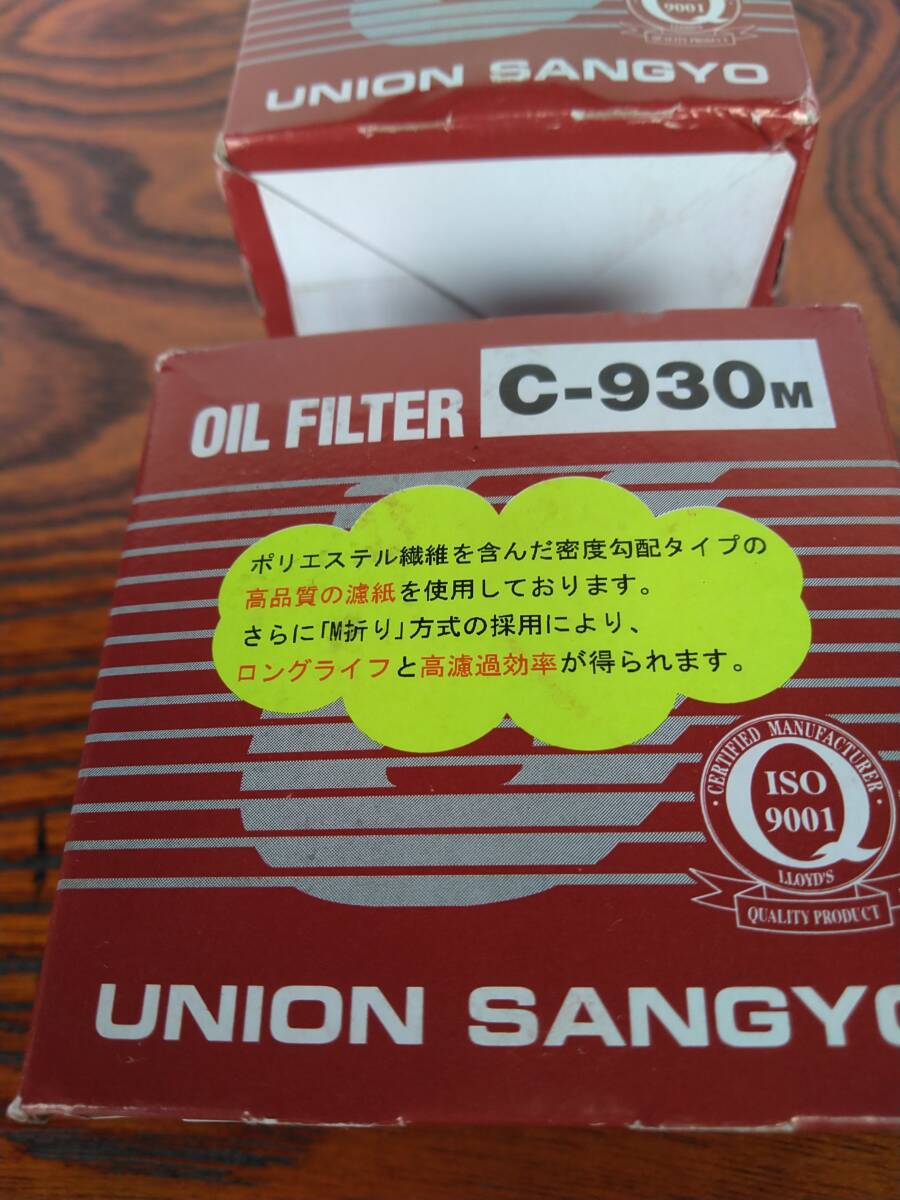 9001
QUALITY PRODUCT
UNION SANGYO
OIL FILTER C-930M
ポリエステル繊維を含んだ密度勾配タイプの
高品質の濾紙を使用しております。
さらに「M折り」方式の採用により、
ロングライフと高濾過効率が得られます。
CERTIFIED MANUFACTURER
ISO
9001
LLOYD'S
QUALITY PRODUCT
UNION SANGYO